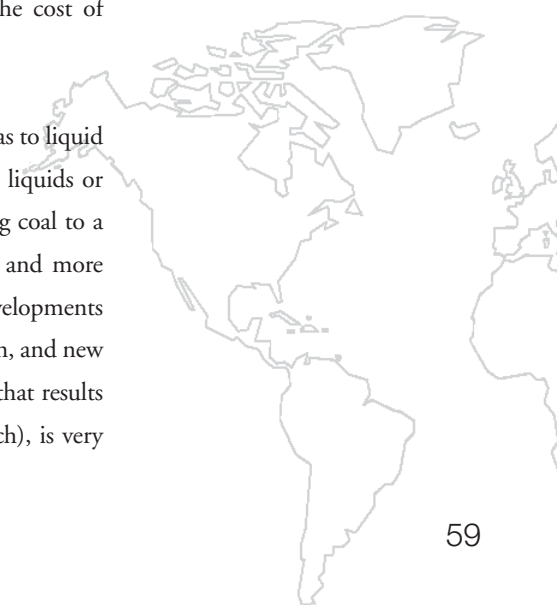 he cost of
as to liquid
liquids or
g coal to a
and more
velopments
n, and new
that results
ch), is very
59